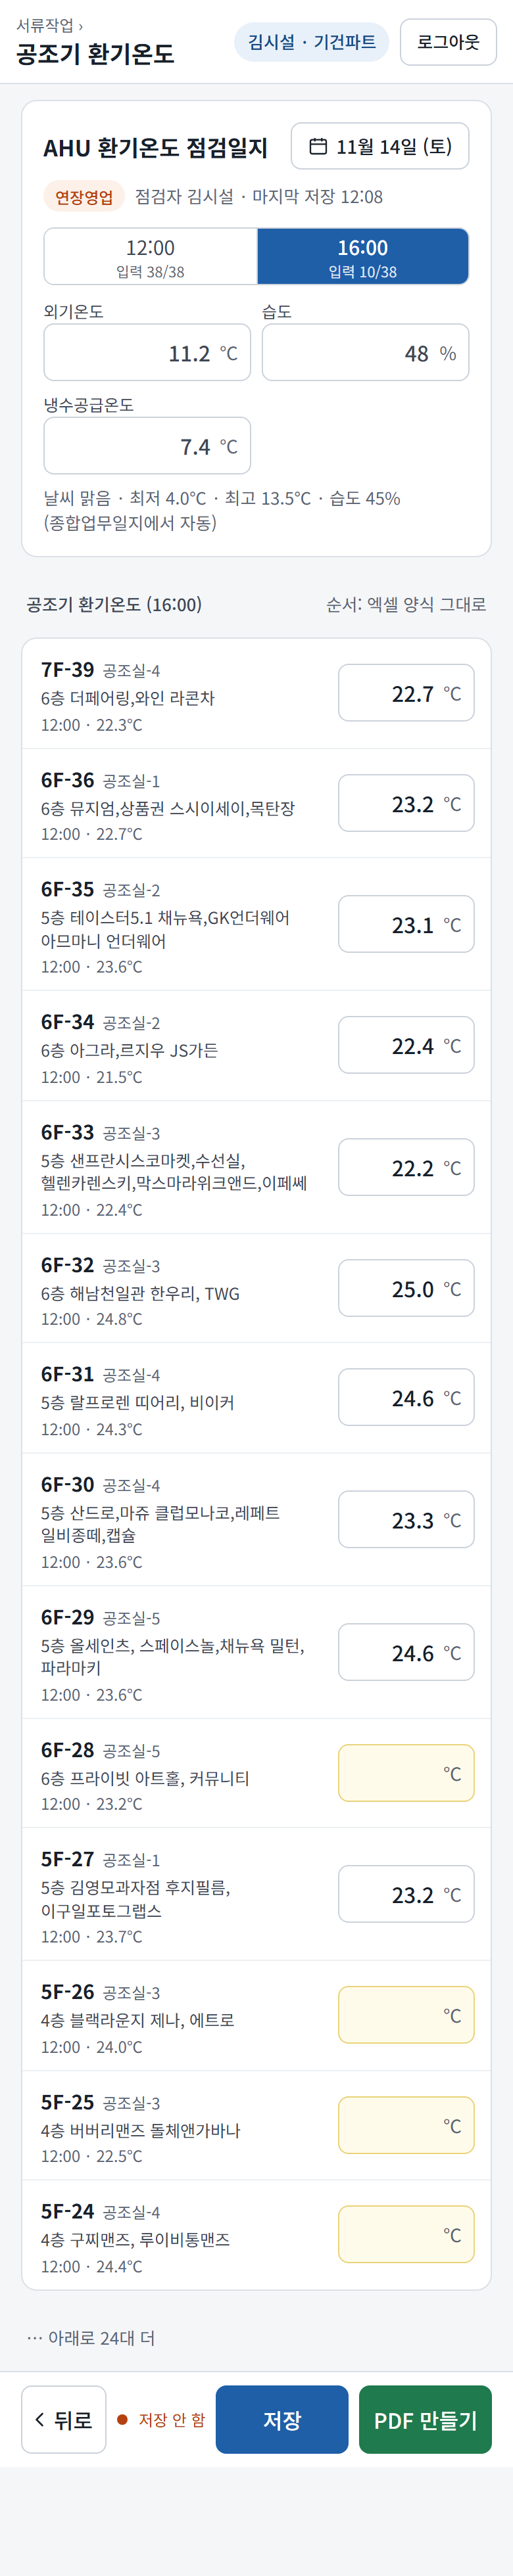 서류작업 ›
공조기 환기온도
김시설 · 기건파트
로그아웃
AHU 환기온도 점검일지
11월 14일 (토)
연장영업
점검자 김시설 · 마지막 저장 12:08
12:00
입력 38/38
16:00
입력 10/38
외기온도
습도
11.2 ℃
48 %
냉수공급온도
7.4 ℃
날씨 맑음 · 최저 4.0℃ · 최고 13.5℃ · 습도 45%
(종합업무일지에서 자동)
공조기 환기온도 (16:00)
순서: 엑셀 양식 그대로
7F-39 공조실-4
6층 더페어링,와인 라콘차
12:00 · 22.3℃
22.7 ℃
6F-36 공조실-1
6층 뮤지엄,상품권 스시이세이,목탄장
12:00 · 22.7℃
23.2 ℃
6F-35 공조실-2
5층 테이스터5.1 채뉴욕,GK언더웨어
아므마니 언더웨어
12:00 · 23.6℃
23.1 ℃
6F-34 공조실-2
6층 아그라,르지우 JS가든
12:00 · 21.5℃
22.4 ℃
6F-33 공조실-3
5층 샌프란시스코마켓,수선실,
헬렌카렌스키,막스마라위크앤드,이페쎄
12:00 · 22.4℃
22.2 ℃
6F-32 공조실-3
6층 해남천일관 한우리, TWG
12:00 · 24.8℃
25.0 ℃
6F-31 공조실-4
5층 랄프로렌 띠어리, 비이커
12:00 · 24.3℃
24.6 ℃
6F-30 공조실-4
5층 산드로,마쥬 클럽모나코,레페트
일비종떼,캡슐
12:00 · 23.6℃
23.3 ℃
6F-29 공조실-5
5층 올세인츠, 스페이스놀,채뉴욕 밀턴,
파라마키
12:00 · 23.6℃
24.6 ℃
6F-28 공조실-5
6층 프라이빗 아트홀, 커뮤니티
12:00 · 23.2℃
℃
5F-27 공조실-1
5층 김영모과자점 후지필름,
이구일포토그랩스
12:00 · 23.7℃
23.2 ℃
5F-26 공조실-3
4층 블랙라운지 제나, 에트로
12:00 · 24.0℃
℃
5F-25 공조실-3
4층 버버리맨즈 돌체앤가바나
12:00 · 22.5℃
℃
5F-24 공조실-4
4층 구찌맨즈, 루이비통맨즈
12:00 · 24.4℃
℃
… 아래로 24대 더
뒤로
저장 안 함
저장
PDF 만들기